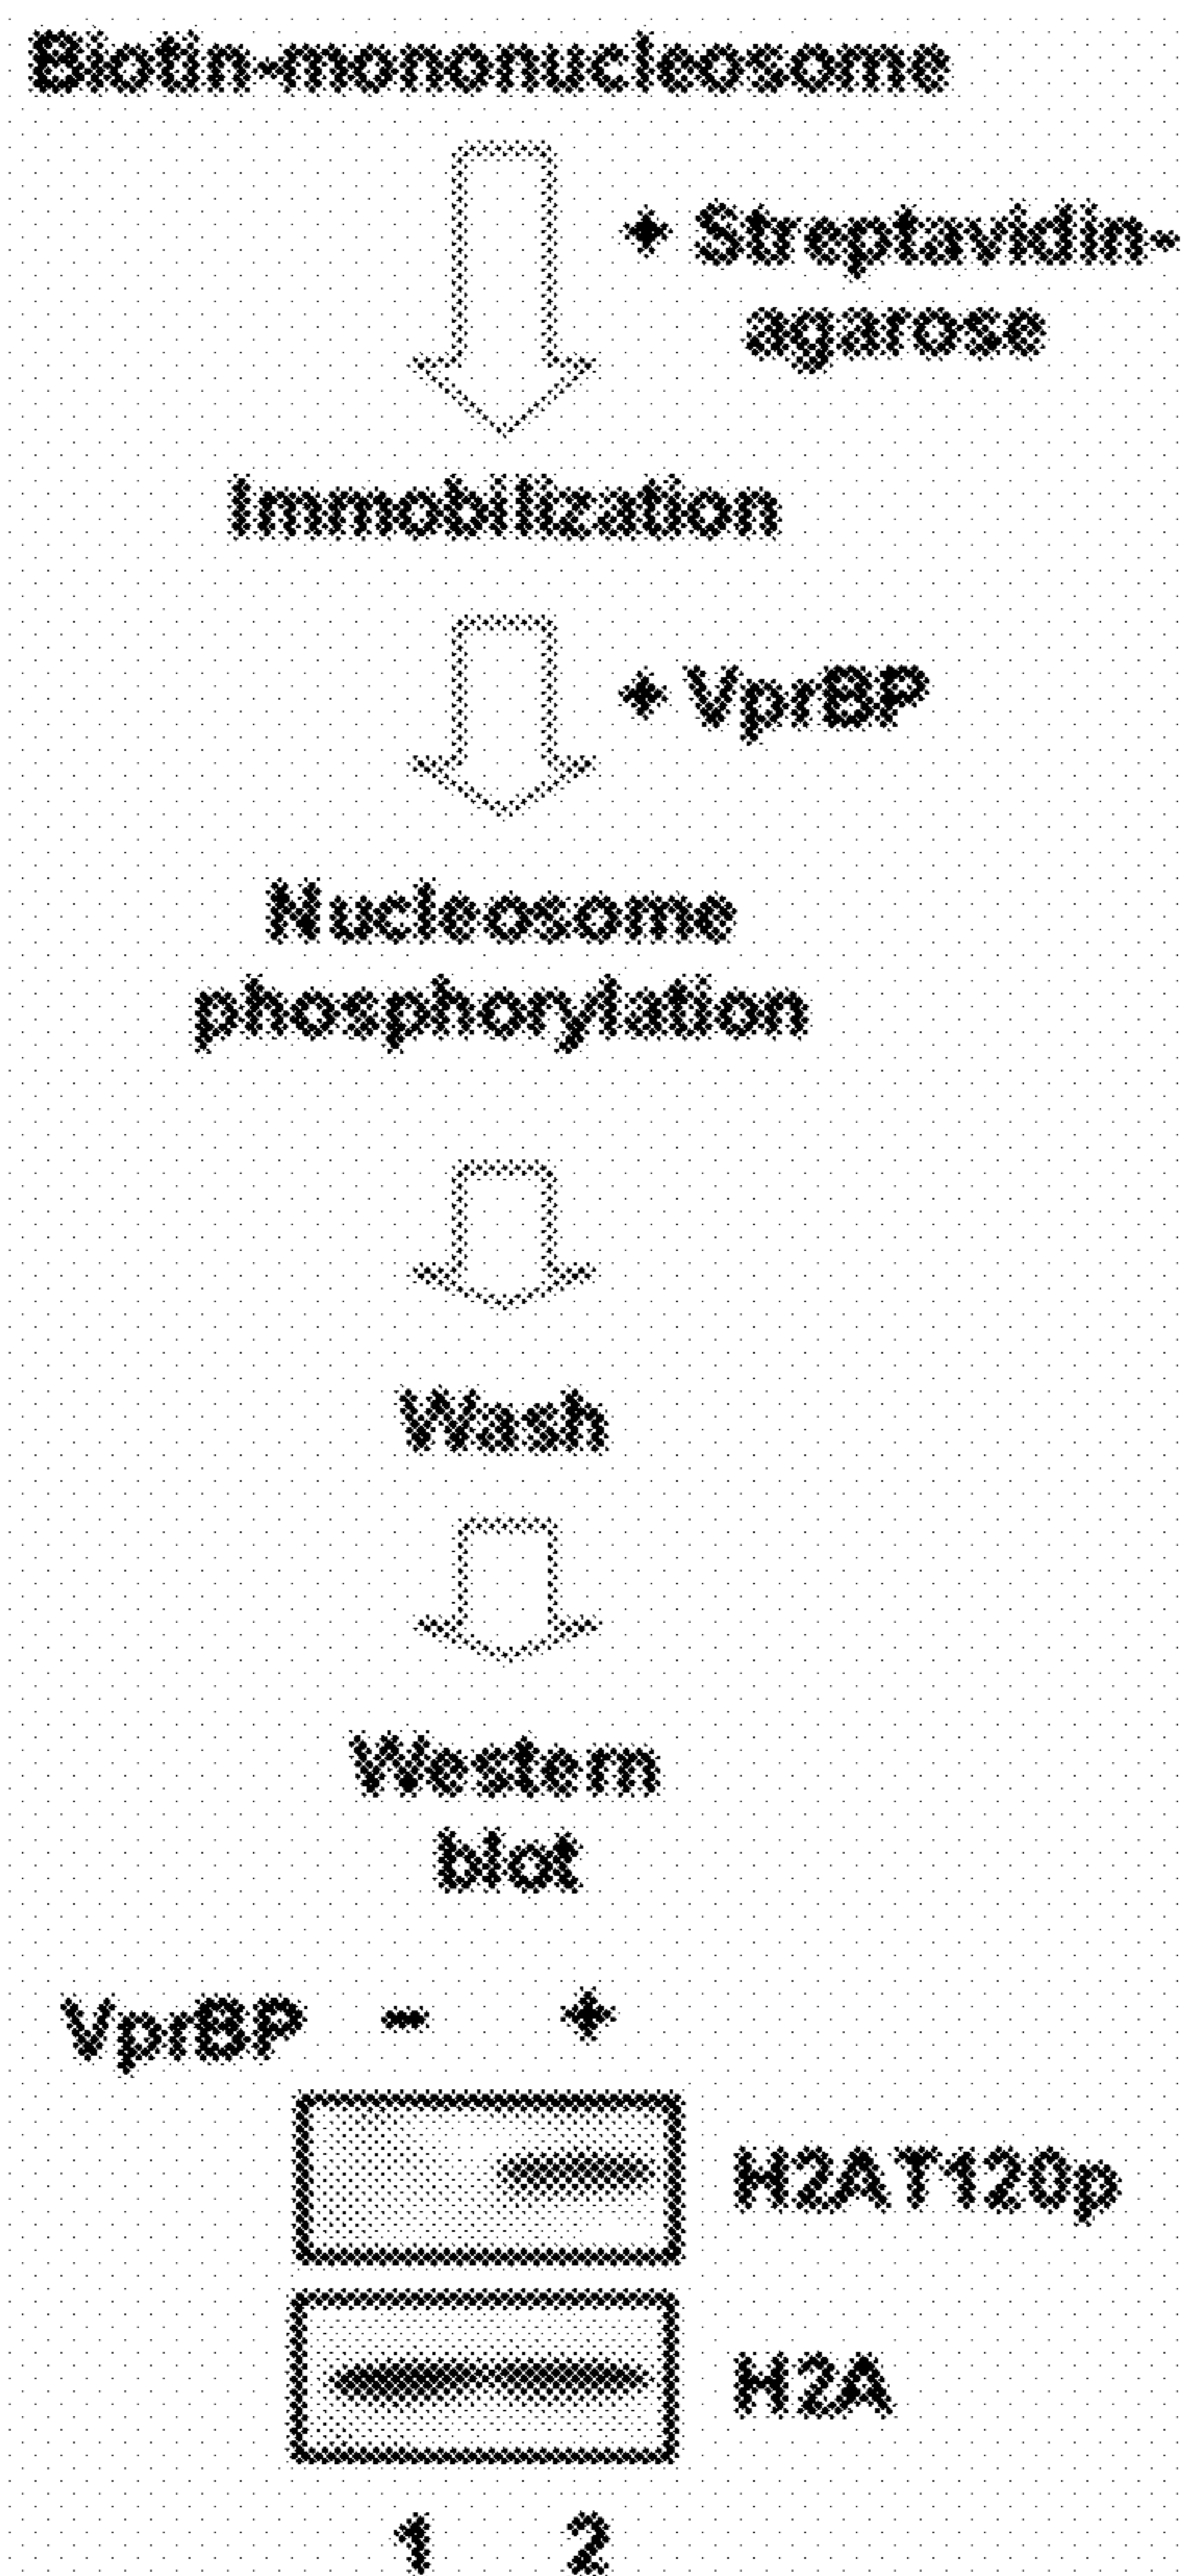 Biotin-mononucleosome
+ Streptavidin-
agarose
Immobilization
+ VprBP
Nucleosome
phosphorylation
Wash
Western
blot
VprBP - +
H2AT120p
H2A
1 2